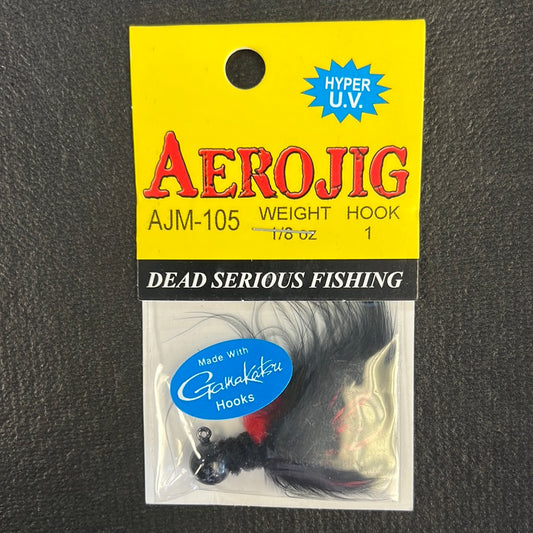 HYPER
U.V.
AEROJIG
AJM-105 WEIGHT HOOK
1/8 oz 1
DEAD SERIOUS FISHING
Made With
Gamakatsu
Hooks